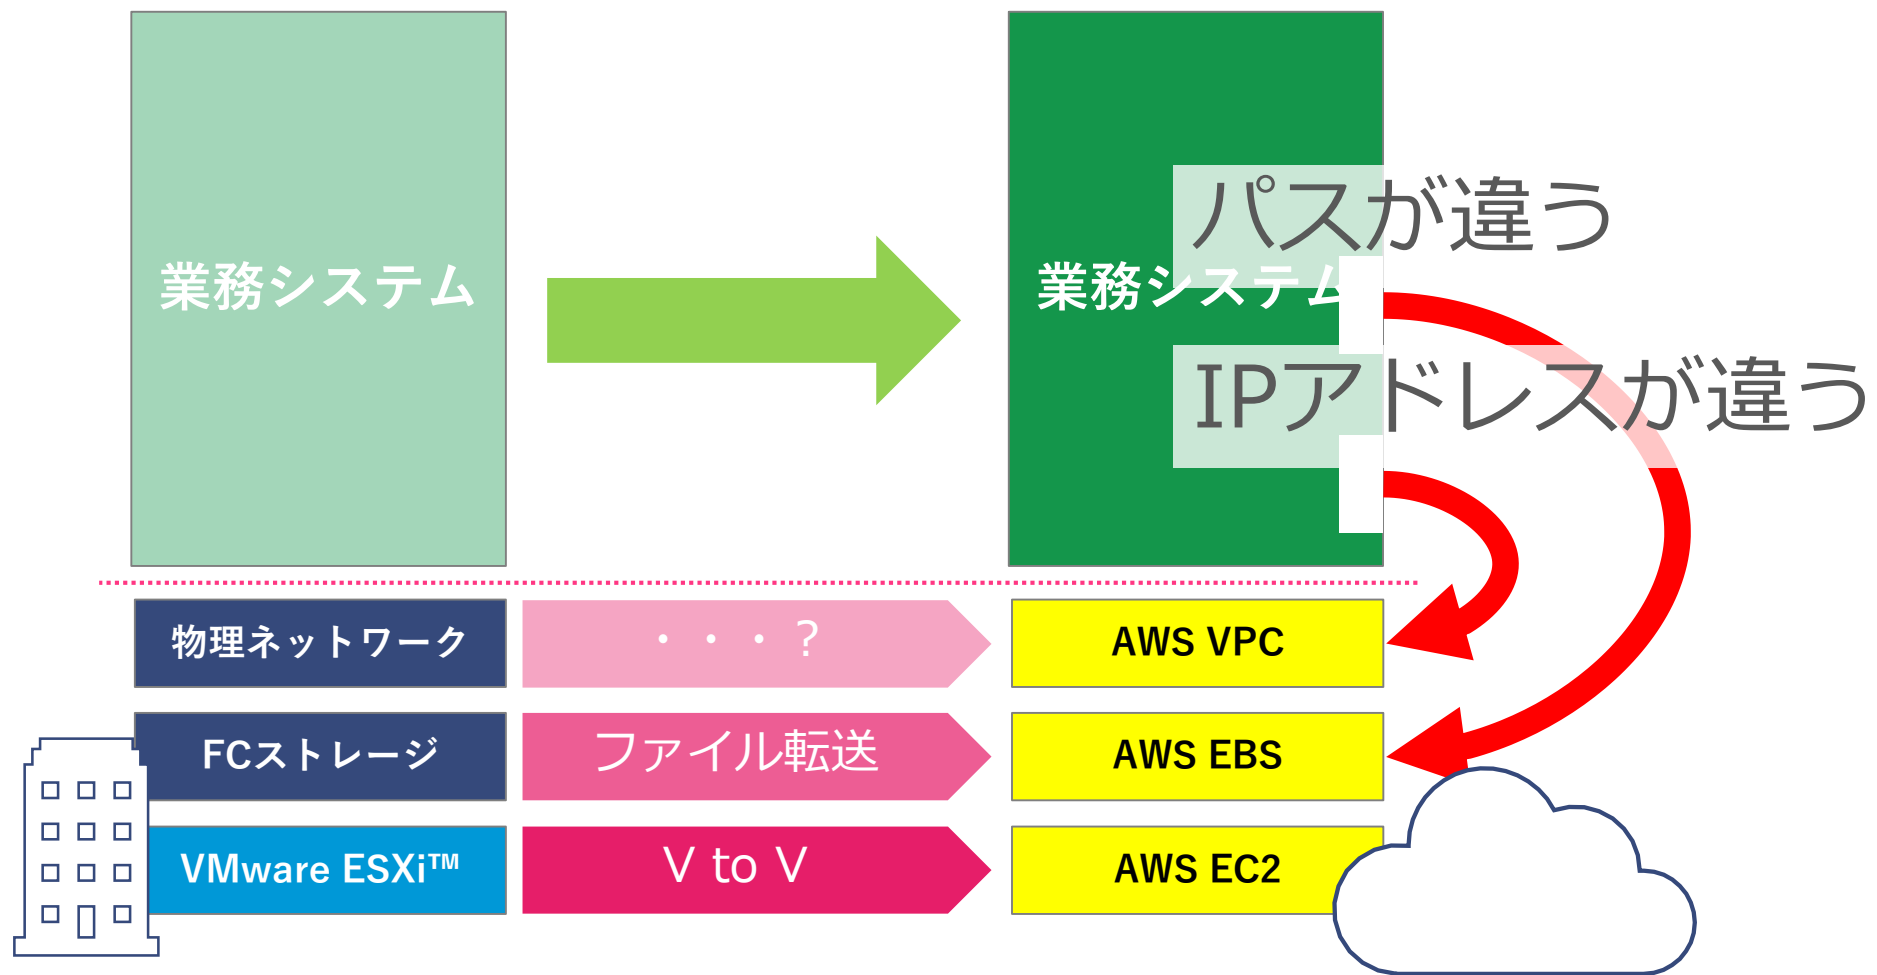 業務システム
業務システム
パスが違う
IPアドレスが違う
物理ネットワーク
・・・?
AWS VPC
FCストレージ
ファイル転送
AWS EBS
VMware ESXi™
V to V
AWS EC2